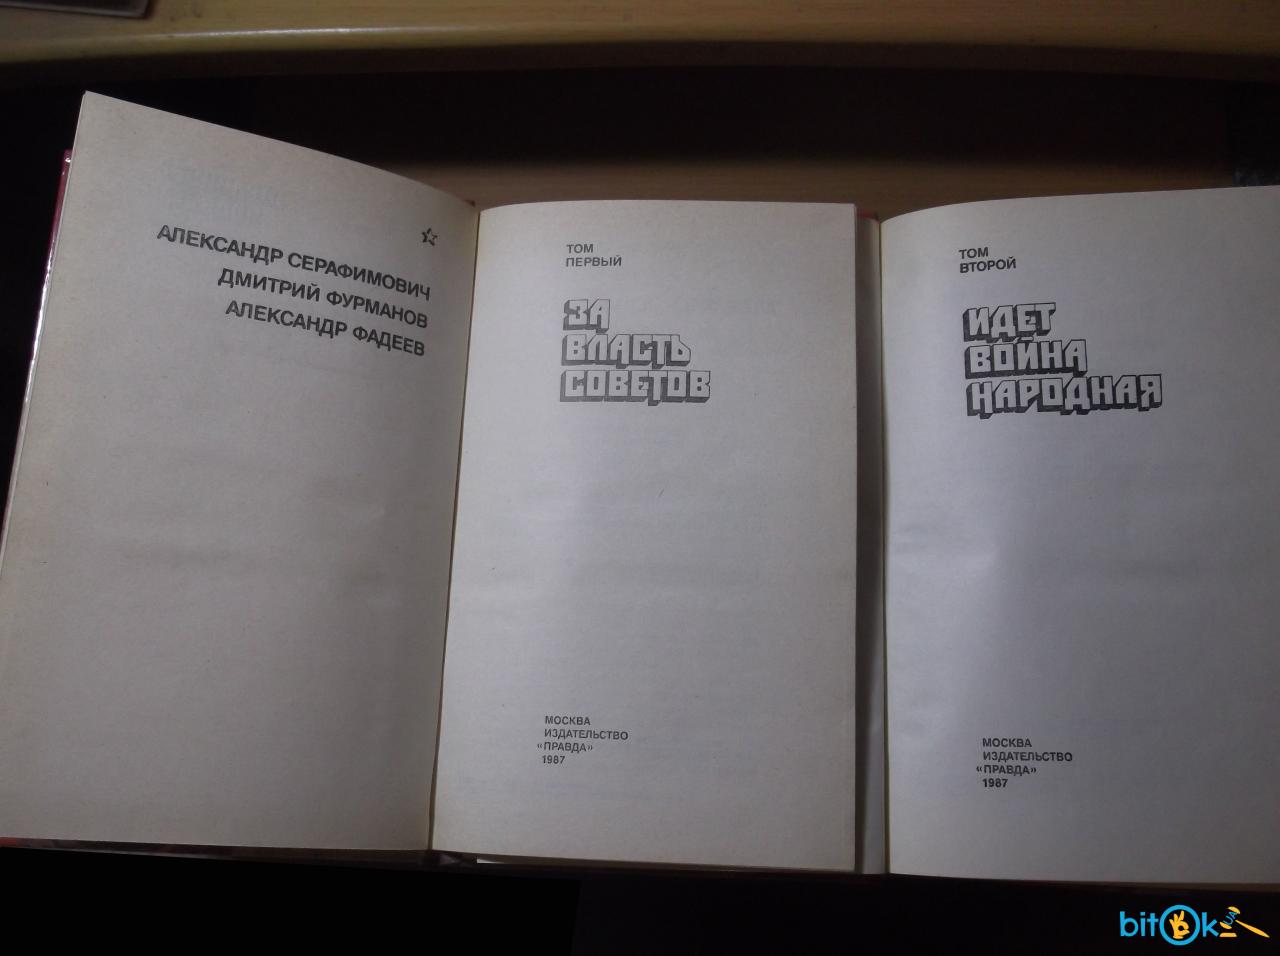 АЛЕКСАНДР СЕРАФИМОВИЧ
ДМИТРИЙ ФУРМАНОВ
АЛЕКСАНДР ФАДЕЕВ
ТОМ
ПЕРВЫЙ
ЗА
ВЛАСТЬ
СОВЕТОВ
МОСКВА
ИЗДАТЕЛЬСТВО
«ПРАВДА»
1987
ТОМ
ВТОРОЙ
ИДЕТ
ВОЙНА
НАРОДНАЯ
МОСКВА
ИЗДАТЕЛЬСТВО
«ПРАВДА»
1987
bitOk UA